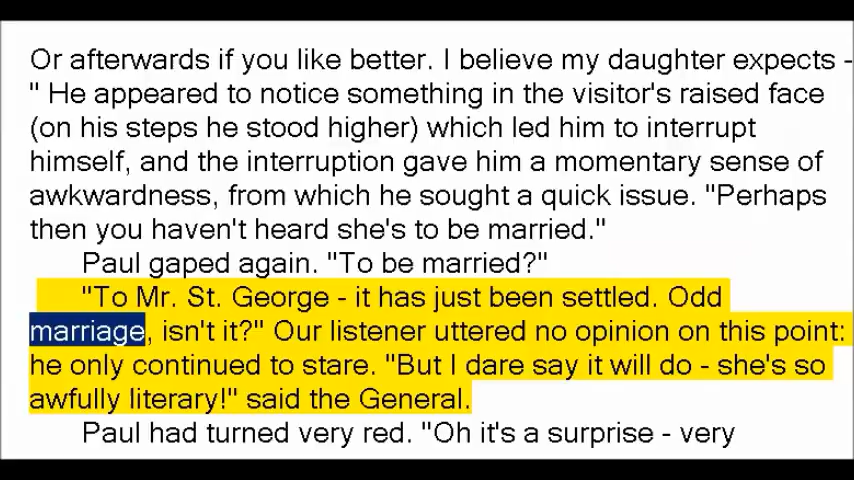 Or afterwards if you like better. I believe my daughter expects -
" He appeared to notice something in the visitor's raised face
(on his steps he stood higher) which led him to interrupt
himself, and the interruption gave him a momentary sense of
awkwardness, from which he sought a quick issue. "Perhaps
then you haven't heard she's to be married."
Paul gaped again. "To be married?"
"To Mr. St. George - it has just been settled. Odd
marriage, isn't it?" Our listener uttered no opinion on this point:
he only continued to stare. "But I dare say it will do - she's so
awfully literary!" said the General.
Paul had turned very red. "Oh it's a surprise - very